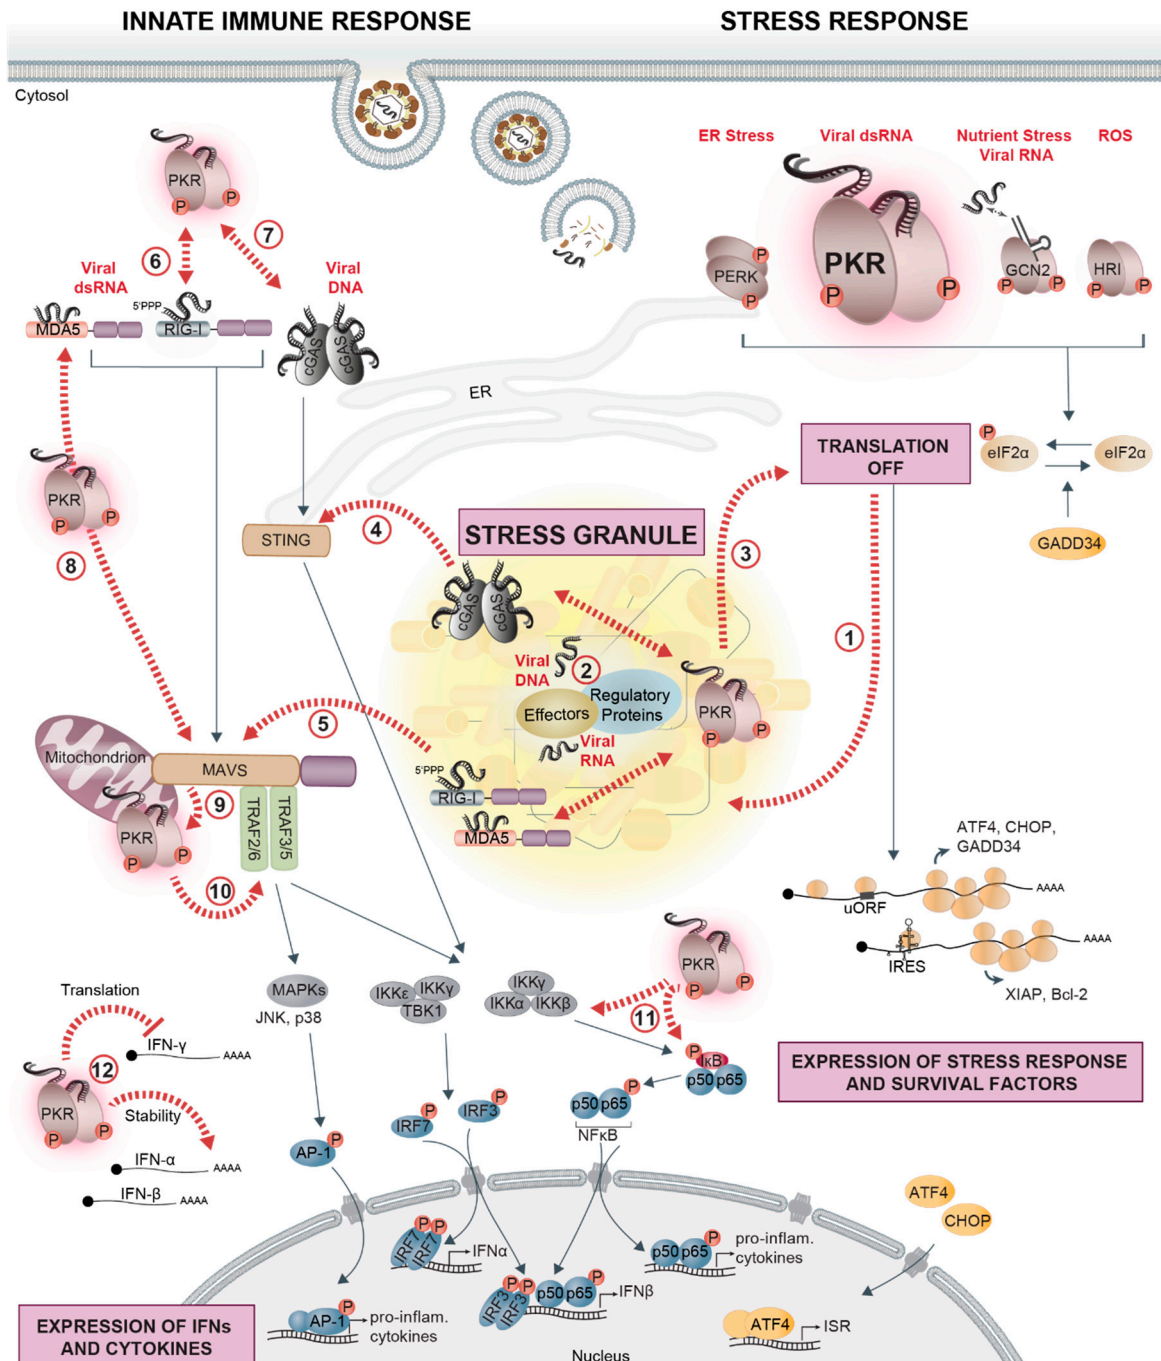 INNATE IMMUNE RESPONSE
STRESS RESPONSE
Cytosol
ER Stress
Viral dsRNA
Nutrient Stress
Viral RNA
ROS
PKR
P
P
7
6
Viral
dsRNA
Viral
DNA
5'PPP
MDA5
RIG-I
cGAS
cGAS
PERK
P
P
PKR
P
P
GCN2
P
P
HRI
P
P
ER
TRANSLATION
OFF
P
eIF2α
eIF2α
GADD34
PKR
P
P
8
STING
4
STRESS GRANULE
3
1
cGAS
cGAS
Viral
DNA
2
Regulatory
Proteins
Effectors
Viral
RNA
PKR
P
P
5
5'PPP
RIG-I
MDA5
Mitochondrion
MAVS
9
TRAF2/6
TRAF3/5
PKR
P
P
10
ATF4, CHOP,
GADD34
AAAA
uORF
AAAA
IRES
XIAP, Bcl-2
PKR
P
P
11
MAPKs
JNK, p38
IKKε
IKKγ
TBK1
IKKγ
IKKα
IKKβ
P
IκB
p50
p65
Translation
IFN-γ
AAAA
12
PKR
P
P
Stability
AAAA
IFN-α
IFN-β
AAAA
EXPRESSION OF STRESS RESPONSE
AND SURVIVAL FACTORS
P
IRF7
P
IRF3
P
p50
p65
NFκB
P
AP-1
ATF4
CHOP
P
P
IRF7
IRF7
IFNα
P
p50
p65
pro-inflam.
cytokines
P
P
IRF3
IRF3
P
p50
p65
IFNβ
P
AP-1
pro-inflam.
cytokines
ATF4
ISR
EXPRESSION OF IFNs
AND CYTOKINES
Nucleus